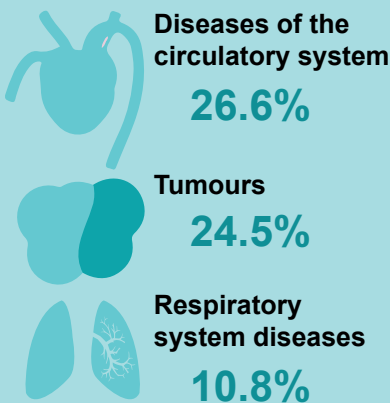 Diseases of the
circulatory system
26.6%
Tumours
24.5%
Respiratory
system diseases
10.8%